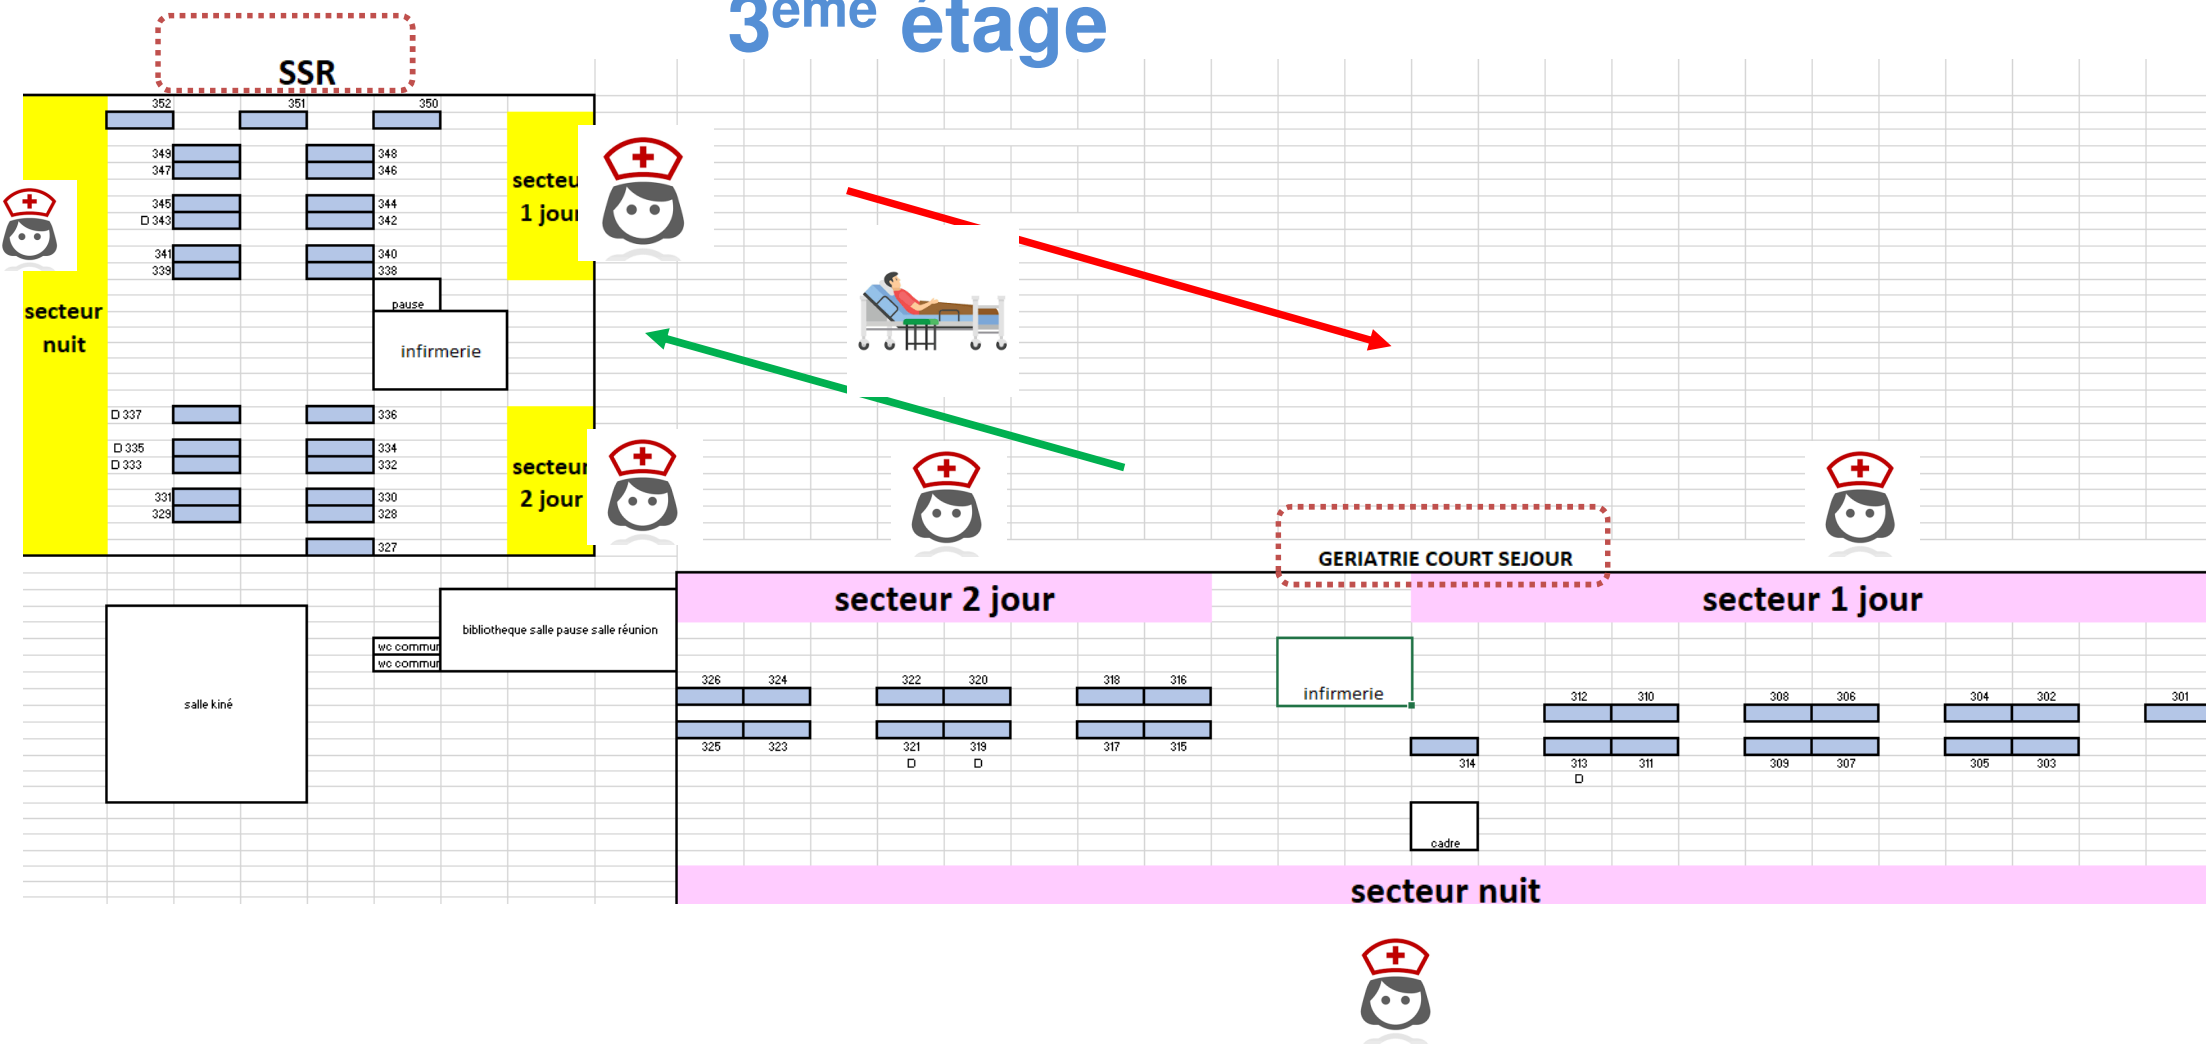 3ème étage
SSR
352 351 350
349 348
347 346
345 344
D 343 342
341 340
339 338
secteu
1 jour
pause
infirmerie
secteur
nuit
D 337 336
D 335 334
D 333 332
331 330
329 328
327
secteur
2 jour
GERIATRIE COURT SEJOUR
secteur 2 jour
secteur 1 jour
bibliotheque salle pause salle réunion
wc commur
wc commur
salle kiné
326 324 322 320 318 316
infirmerie
312 310 308 306 304 302 301
325 323 321 319 317 315
D D
314 313 311 309 307 305 303
D
cadre
secteur nuit